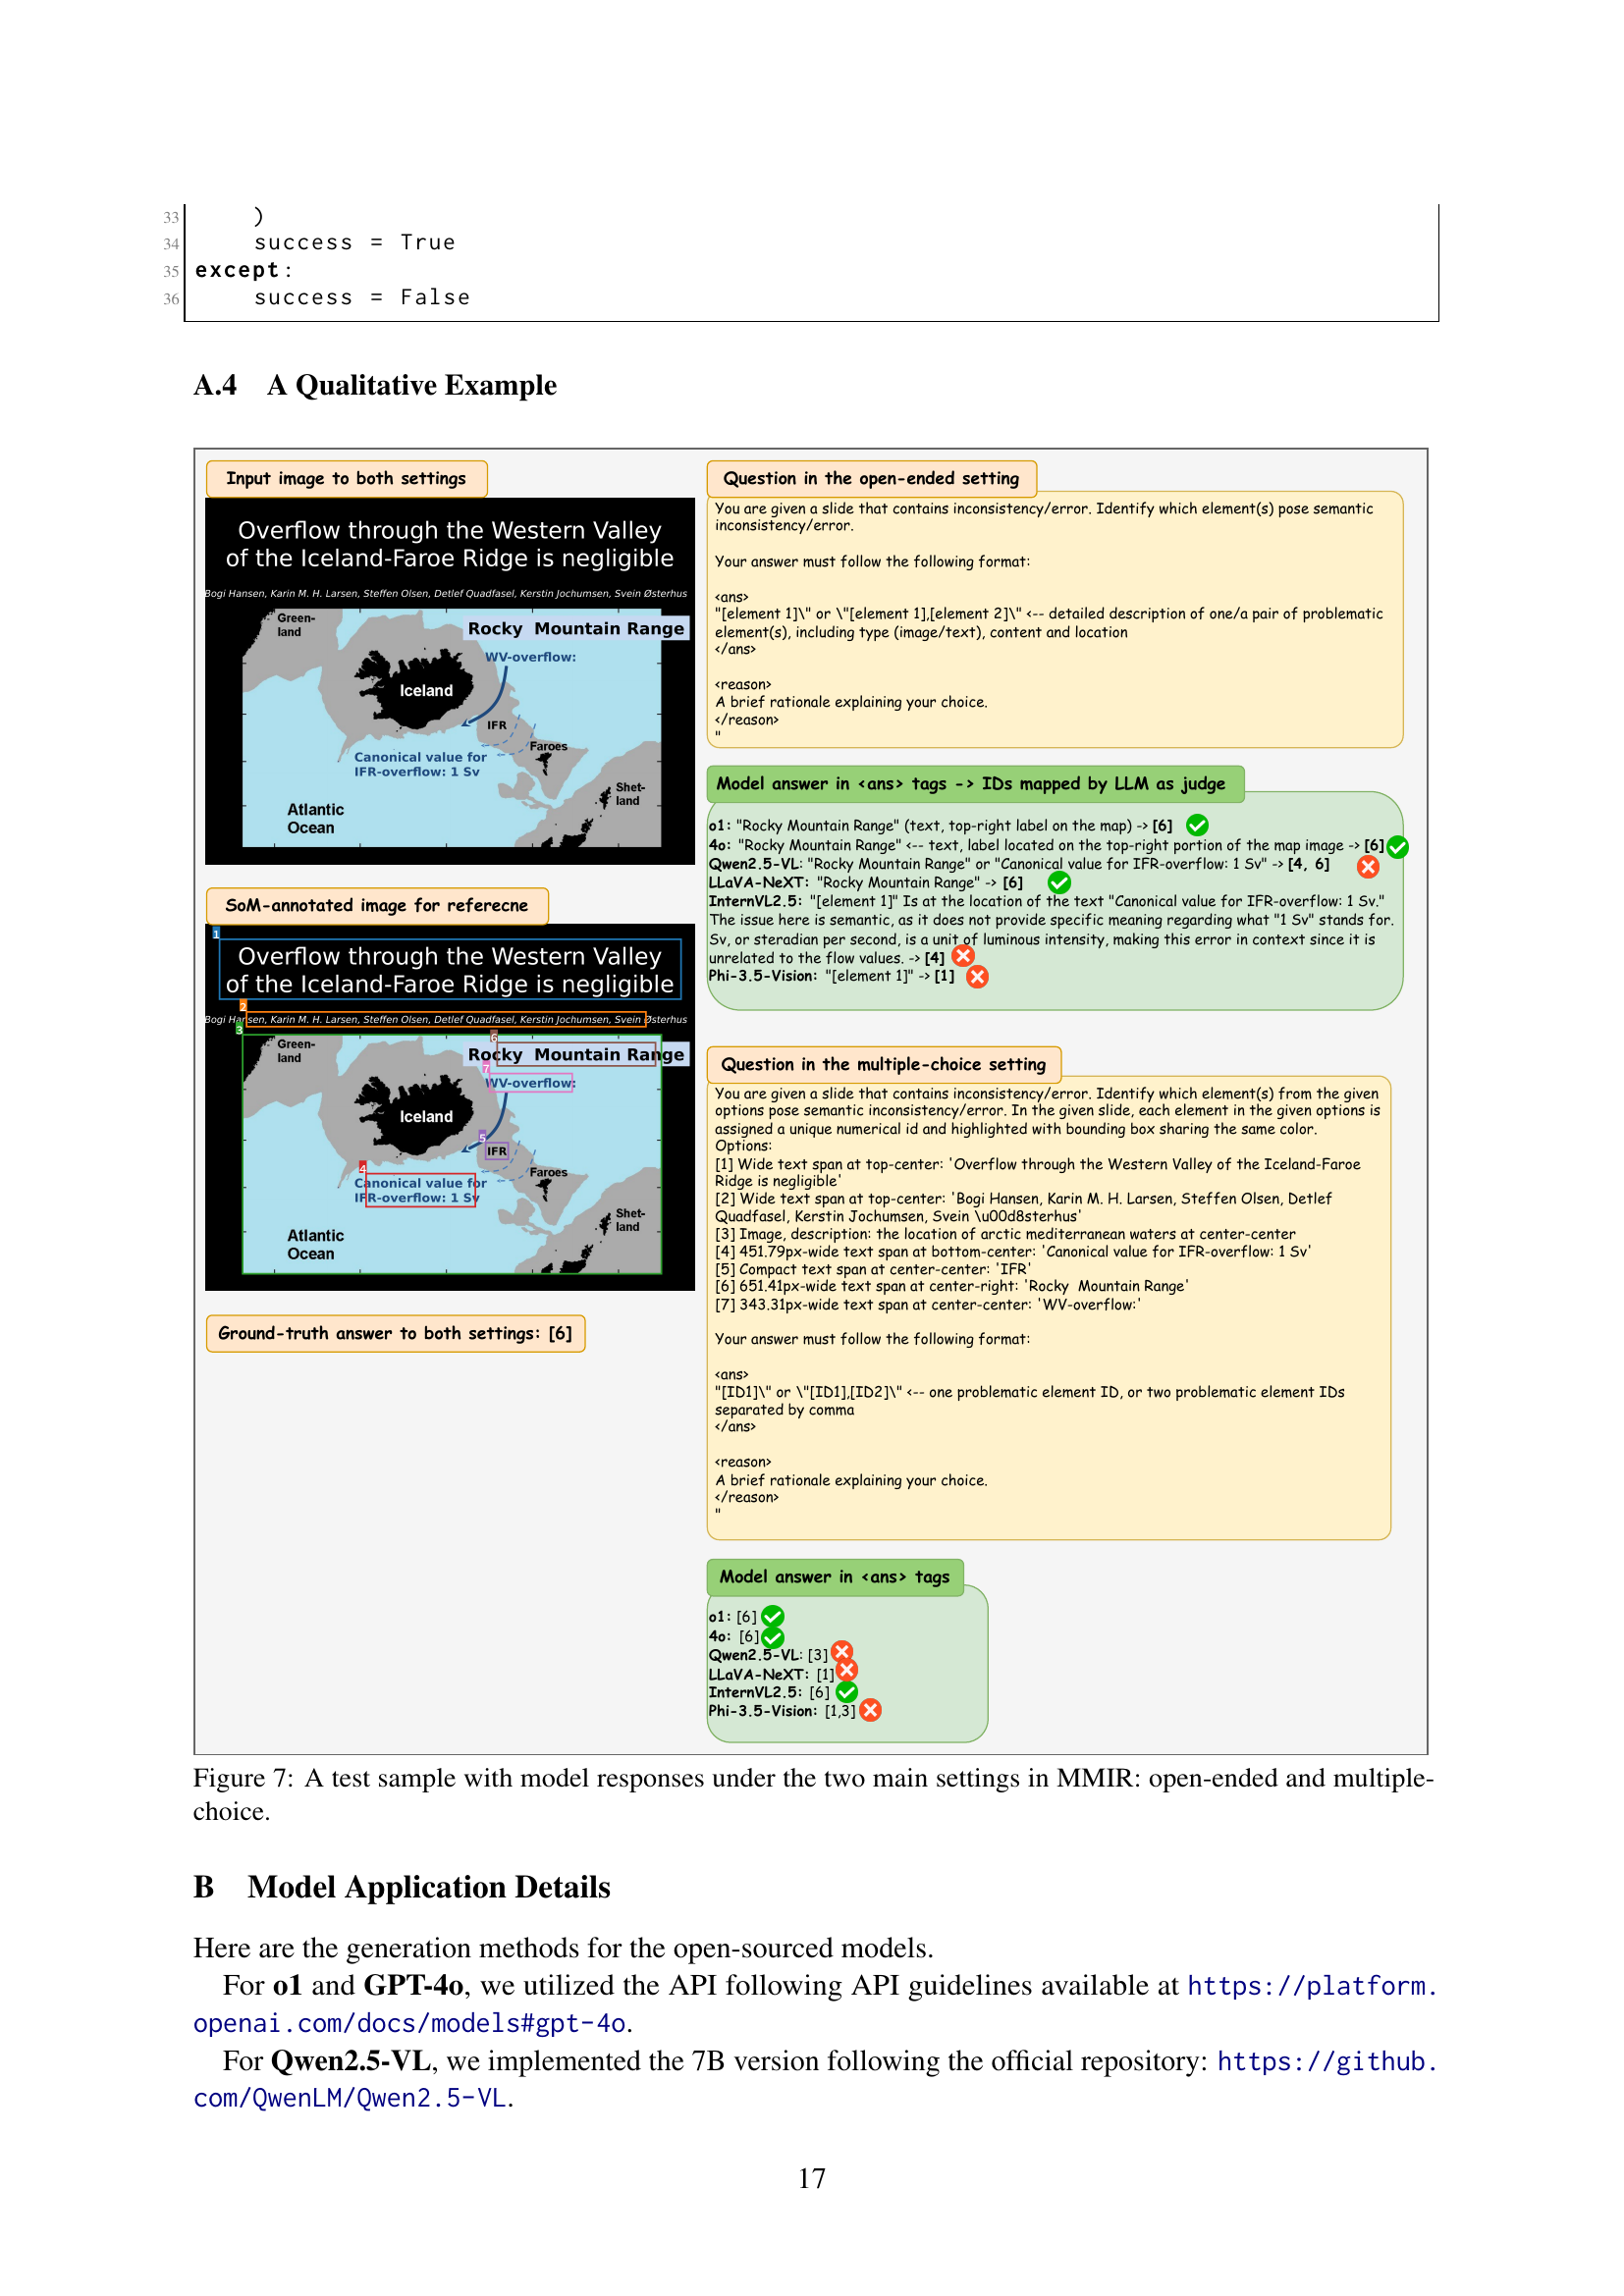 33 )
34 success = True
35 except:
36 success = False
A.4 A Qualitative Example
Input image to both settings
Overflow through the Western Valley
of the Iceland-Faroe Ridge is negligible
Bogi Hansen, Karin M. H. Larsen, Steffen Olsen, Detlef Quadfasel, Kerstin Jochumsen, Svein Østerhus
Green-
land
Rocky  Mountain Range
WV-overflow:
Iceland
IFR
Faroes
Canonical value for
IFR-overflow: 1 Sv
Shet-
land
Atlantic
Ocean
SoM-annotated image for referecne
1
Overflow through the Western Valley
of the Iceland-Faroe Ridge is negligible
2
Bogi Hansen, Karin M. H. Larsen, Steffen Olsen, Detlef Quadfasel, Kerstin Jochumsen, Svein Østerhus
3
Green-
land
6
Rocky  Mountain Range
7
WV-overflow:
Iceland
5
IFR
Faroes
4
Canonical value for
IFR-overflow: 1 Sv
Shet-
land
Atlantic
Ocean
Ground-truth answer to both settings: [6]
Question in the open-ended setting
You are given a slide that contains inconsistency/error. Identify which element(s) pose semantic
inconsistency/error.
Your answer must follow the following format:
<ans>
"[element 1]\" or \"[element 1],[element 2]\" <-- detailed description of one/a pair of problematic
element(s), including type (image/text), content and location
</ans>
<reason>
A brief rationale explaining your choice.
</reason>
"
Model answer in <ans> tags -> IDs mapped by LLM as judge
o1: "Rocky Mountain Range" (text, top-right label on the map) -> [6]
4o: "Rocky Mountain Range" <-- text, label located on the top-right portion of the map image -> [6]
Qwen2.5-VL: "Rocky Mountain Range" or "Canonical value for IFR-overflow: 1 Sv" -> [4, 6]
LLaVA-NeXT: "Rocky Mountain Range" -> [6]
InternVL2.5: "[element 1]" Is at the location of the text "Canonical value for IFR-overflow: 1 Sv."
The issue here is semantic, as it does not provide specific meaning regarding what "1 Sv" stands for.
Sv, or steradian per second, is a unit of luminous intensity, making this error in context since it is
unrelated to the flow values. -> [4]
Phi-3.5-Vision: "[element 1]" -> [1]
Question in the multiple-choice setting
You are given a slide that contains inconsistency/error. Identify which element(s) from the given
options pose semantic inconsistency/error. In the given slide, each element in the given options is
assigned a unique numerical id and highlighted with bounding box sharing the same color.
Options:
[1] Wide text span at top-center: 'Overflow through the Western Valley of the Iceland-Faroe
Ridge is negligible'
[2] Wide text span at top-center: 'Bogi Hansen, Karin M. H. Larsen, Steffen Olsen, Detlef
Quadfasel, Kerstin Jochumsen, Svein \u00d8sterhus'
[3] Image, description: the location of arctic mediterranean waters at center-center
[4] 451.79px-wide text span at bottom-center: 'Canonical value for IFR-overflow: 1 Sv'
[5] Compact text span at center-center: 'IFR'
[6] 651.41px-wide text span at center-right: 'Rocky  Mountain Range'
[7] 343.31px-wide text span at center-center: 'WV-overflow:'
Your answer must follow the following format:
<ans>
"[ID1]\" or \"[ID1],[ID2]\" <-- one problematic element ID, or two problematic element IDs
separated by comma
</ans>
<reason>
A brief rationale explaining your choice.
</reason>
"
Model answer in <ans> tags
o1: [6]
4o: [6]
Qwen2.5-VL: [3]
LLaVA-NeXT: [1]
InternVL2.5: [6]
Phi-3.5-Vision: [1,3]
Figure 7: A test sample with model responses under the two main settings in MMIR: open-ended and multiple-
choice.
B Model Application Details
Here are the generation methods for the open-sourced models.
For o1 and GPT-4o, we utilized the API following API guidelines available at https://platform.
openai.com/docs/models#gpt-4o.
For Qwen2.5-VL, we implemented the 7B version following the official repository: https://github.
com/QwenLM/Qwen2.5-VL.
17